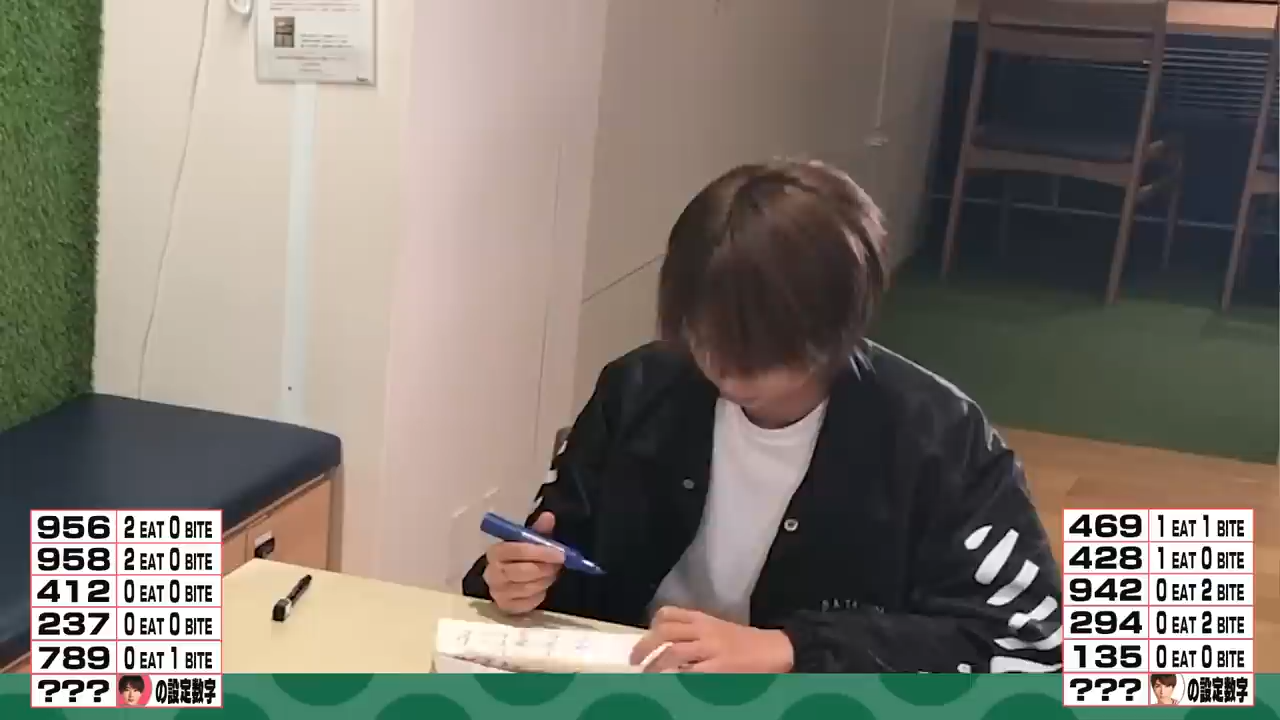 956 2 EAT 0 BITE
958 2 EAT 0 BITE
412 0 EAT 0 BITE
237 0 EAT 0 BITE
789 0 EAT 1 BITE
??? の設定数字
469 1 EAT 1 BITE
428 1 EAT 0 BITE
942 0 EAT 2 BITE
294 0 EAT 2 BITE
135 0 EAT 0 BITE
??? の設定数字